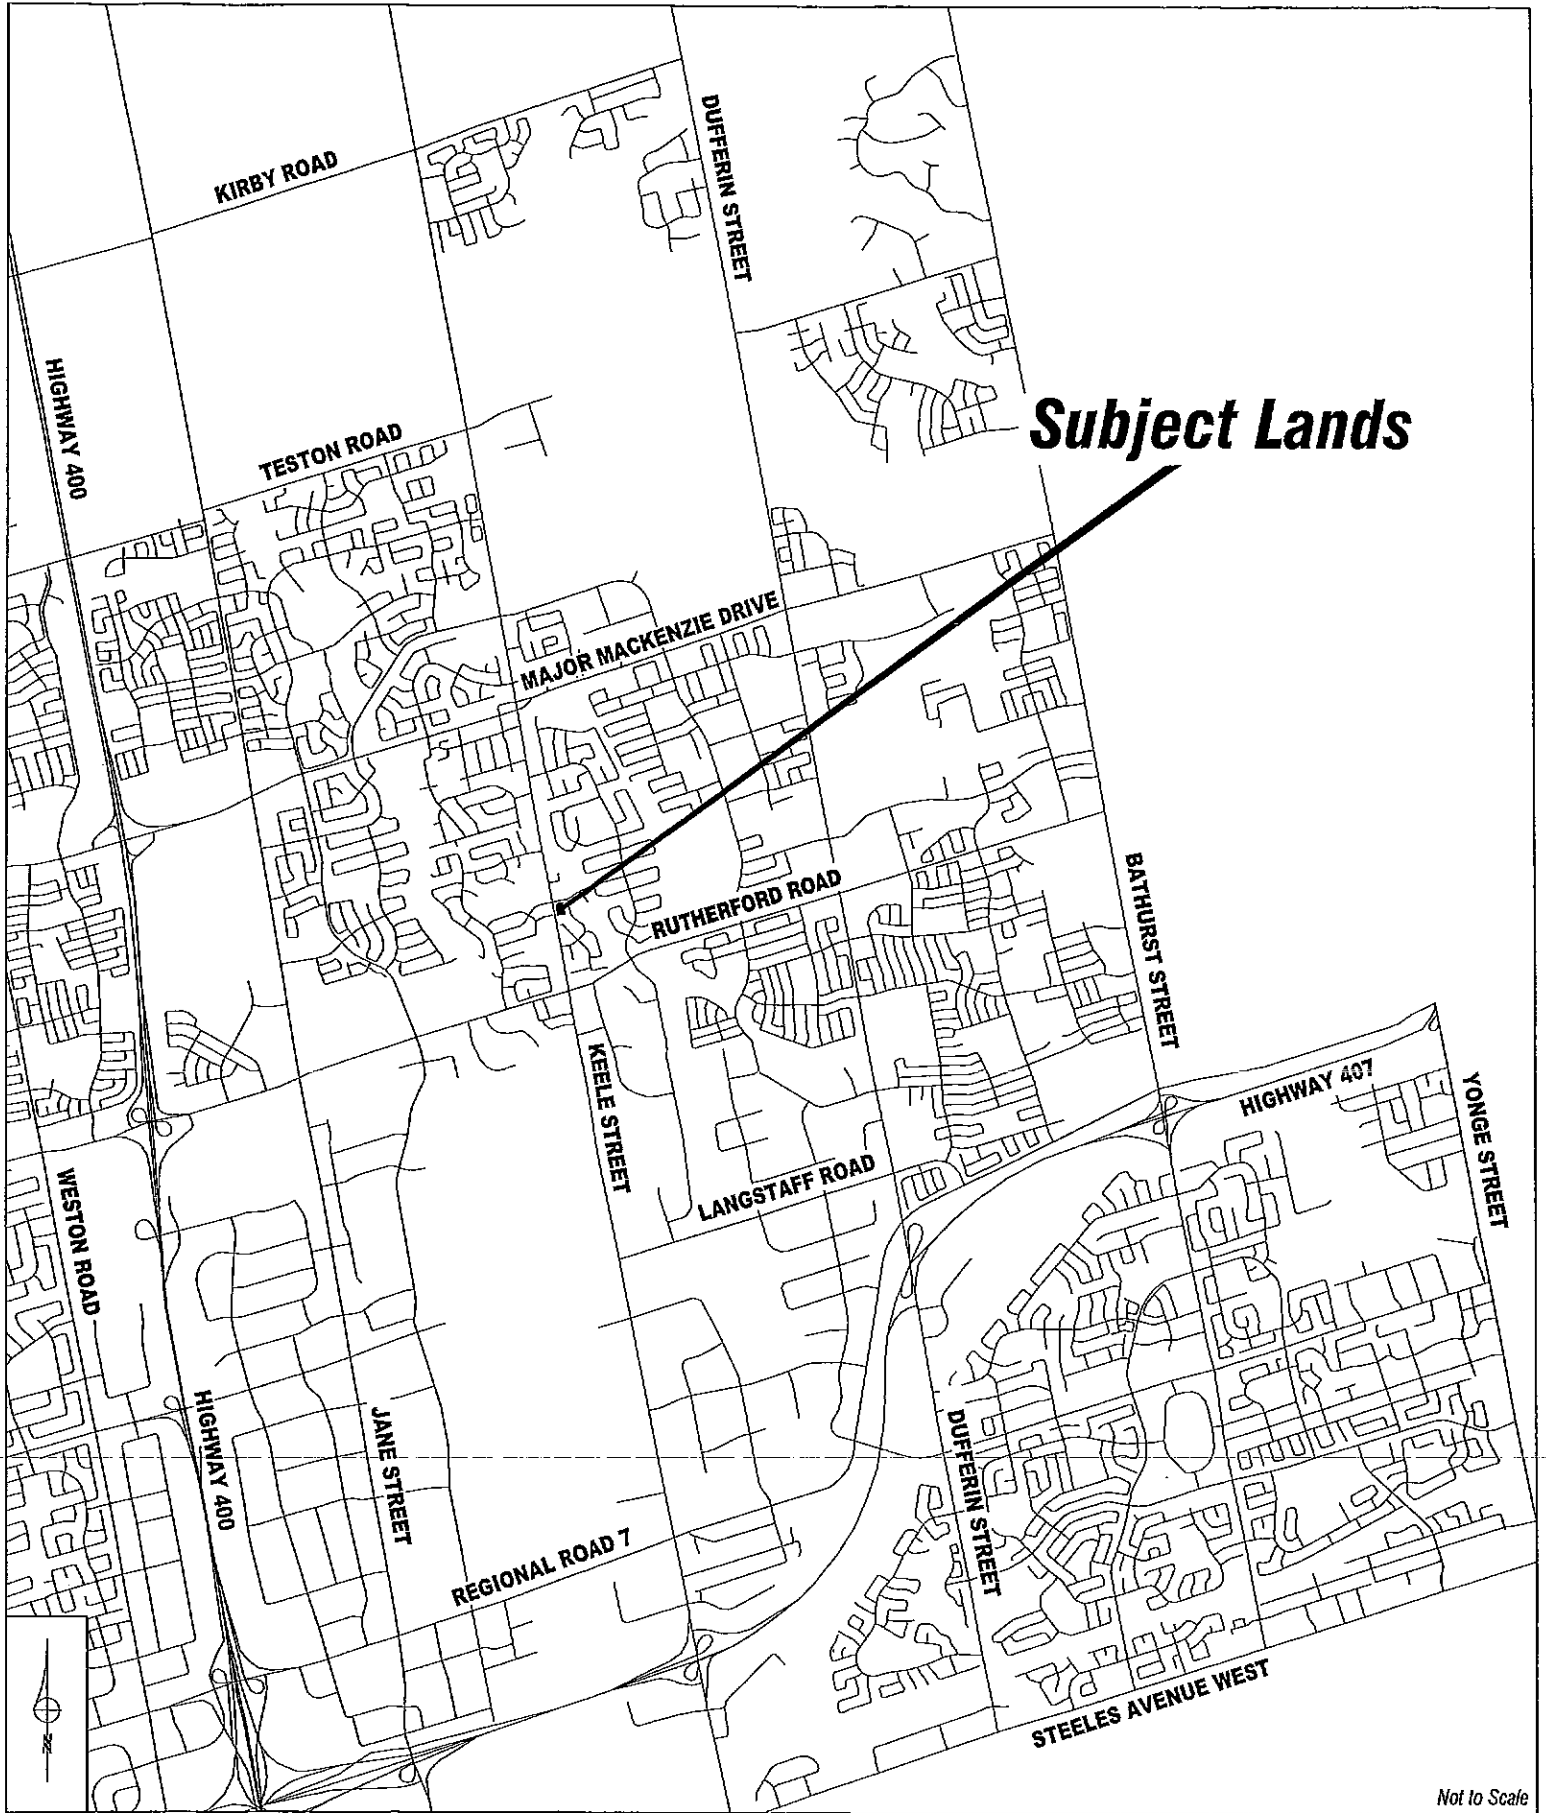 KIRBY ROAD
DUFFERIN STREET
HIGHWAY 400
TESTON ROAD
Subject Lands
MAJOR MACKENZIE DRIVE
RUTHERFORD ROAD
BATHURST STREET
KEELE STREET
HIGHWAY 407
YONGE STREET
LANGSTAFF ROAD
WESTON ROAD
HIGHWAY 400
JANE STREET
DUFFERIN STREET
REGIONAL ROAD 7
STEELES AVENUE WEST
N
Not to Scale